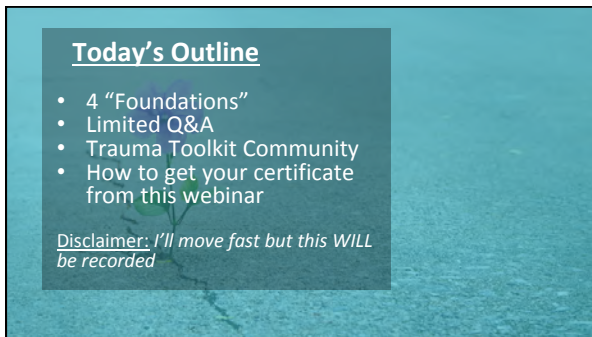 Today's Outline
• 4 “Foundations”
• Limited Q&A
• Trauma Toolkit Community
• How to get your certificate
from this webinar
Disclaimer: I'll move fast but this WILL
be recorded